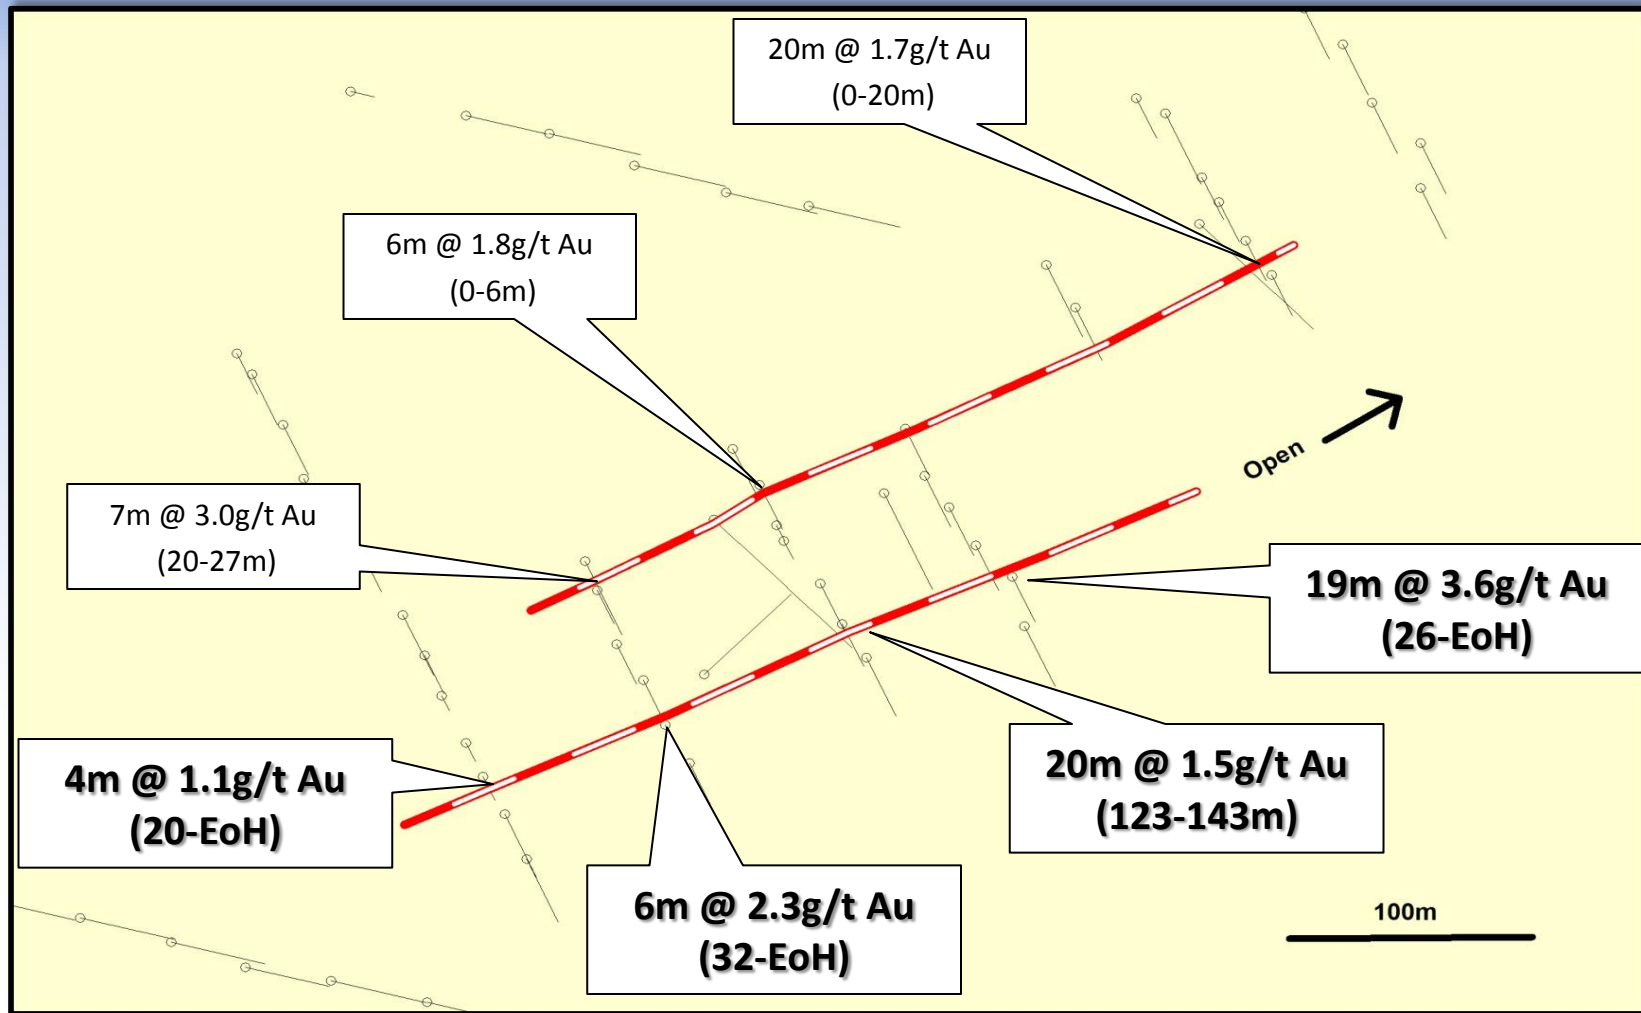 20m @ 1.7g/t Au
(0-20m)
6m @ 1.8g/t Au
(0-6m)
7m @ 3.0g/t Au
(20-27m)
Open
19m @ 3.6g/t Au
(26-EoH)
4m @ 1.1g/t Au
(20-EoH)
20m @ 1.5g/t Au
(123-143m)
6m @ 2.3g/t Au
(32-EoH)
100m